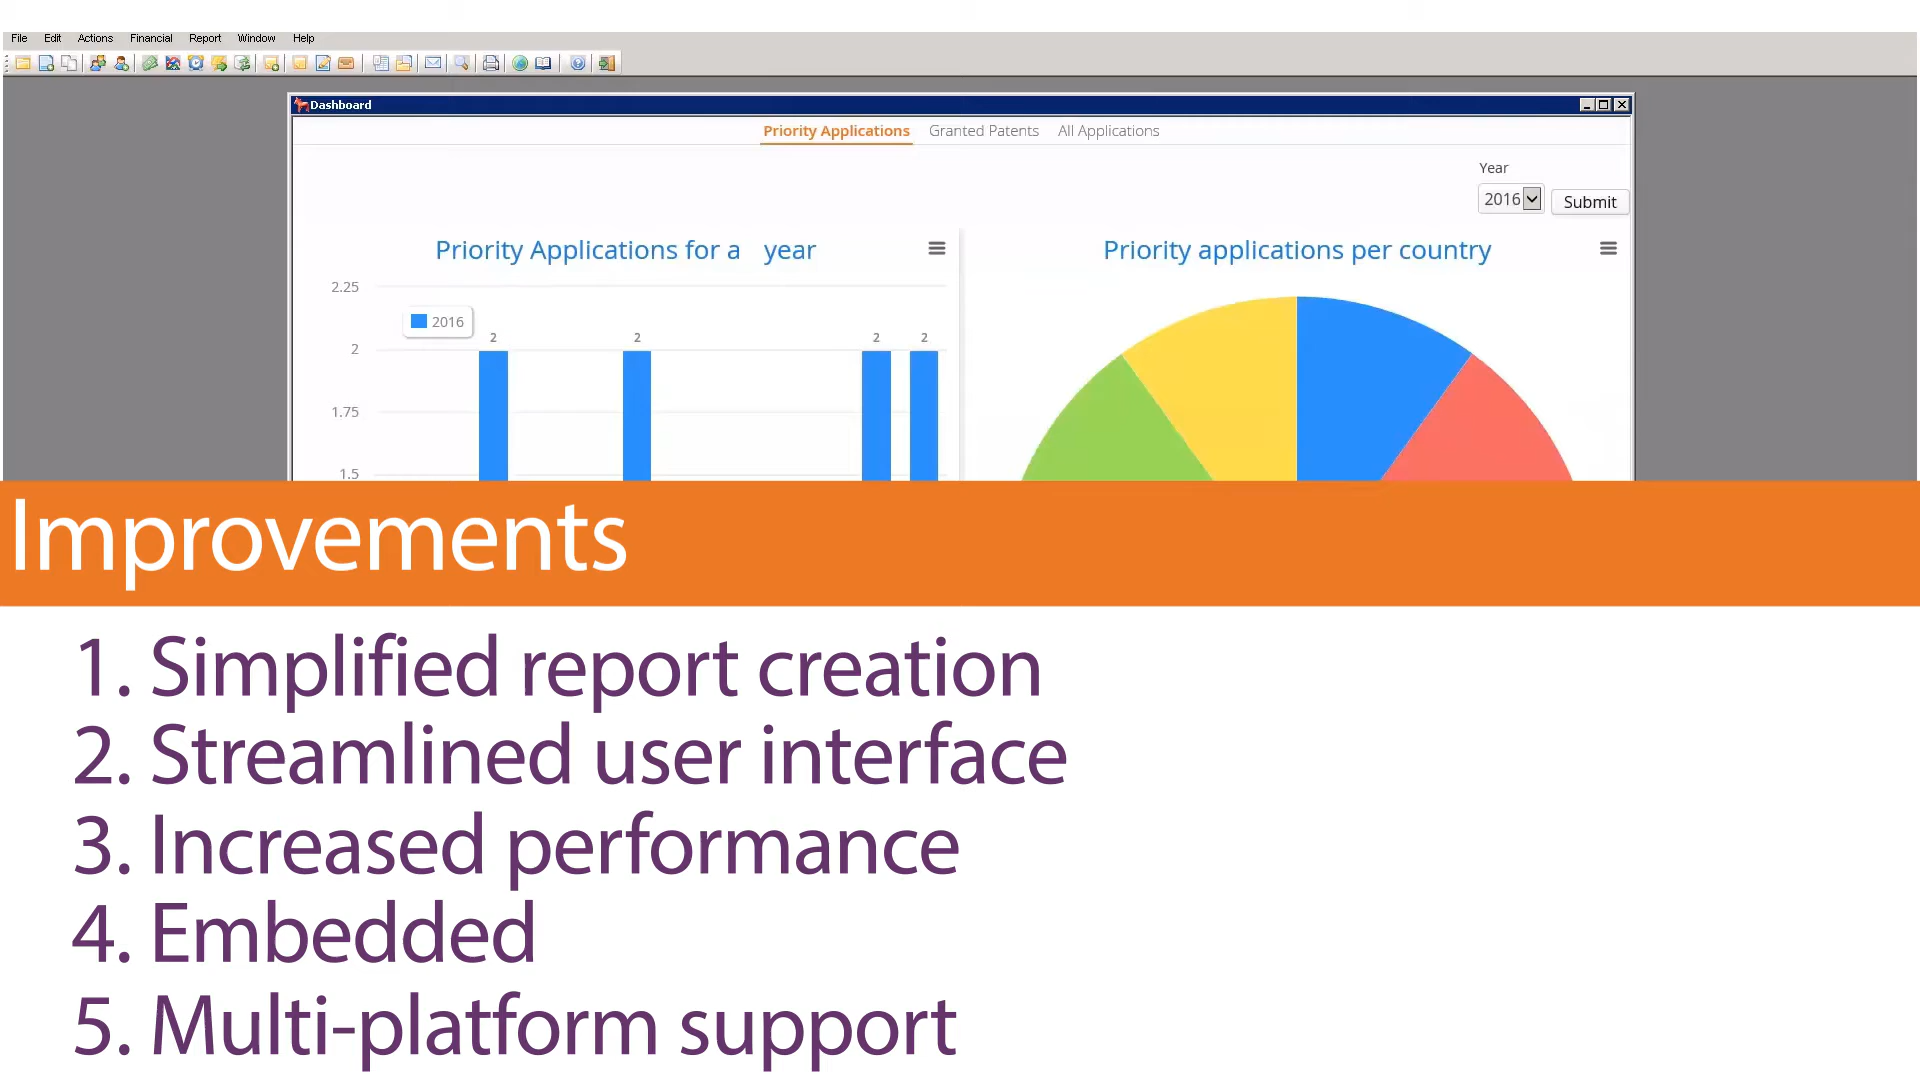 File Edit Actions Financial Report Window Help
Dashboard
Priority Applications Granted Patents All Applications
Year
2016 Submit
Priority Applications for a year
2.25
2016
2 2 2 2
2
1.75
1.5
Priority applications per country
Improvements
1. Simplified report creation
2. Streamlined user interface
3. Increased performance
4. Embedded
5. Multi-platform support